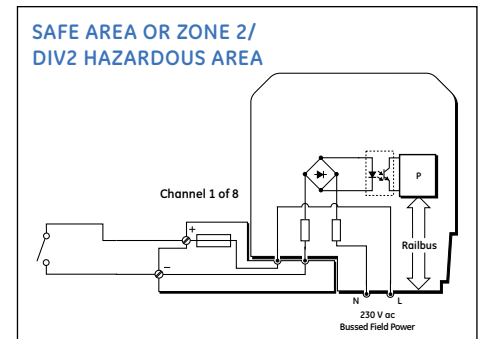 SAFE AREA OR ZONE 2/
DIV2 HAZARDOUS AREA
P
Channel 1 of 8
+
Railbus
–
N L
230 V ac
Bussed Field Power